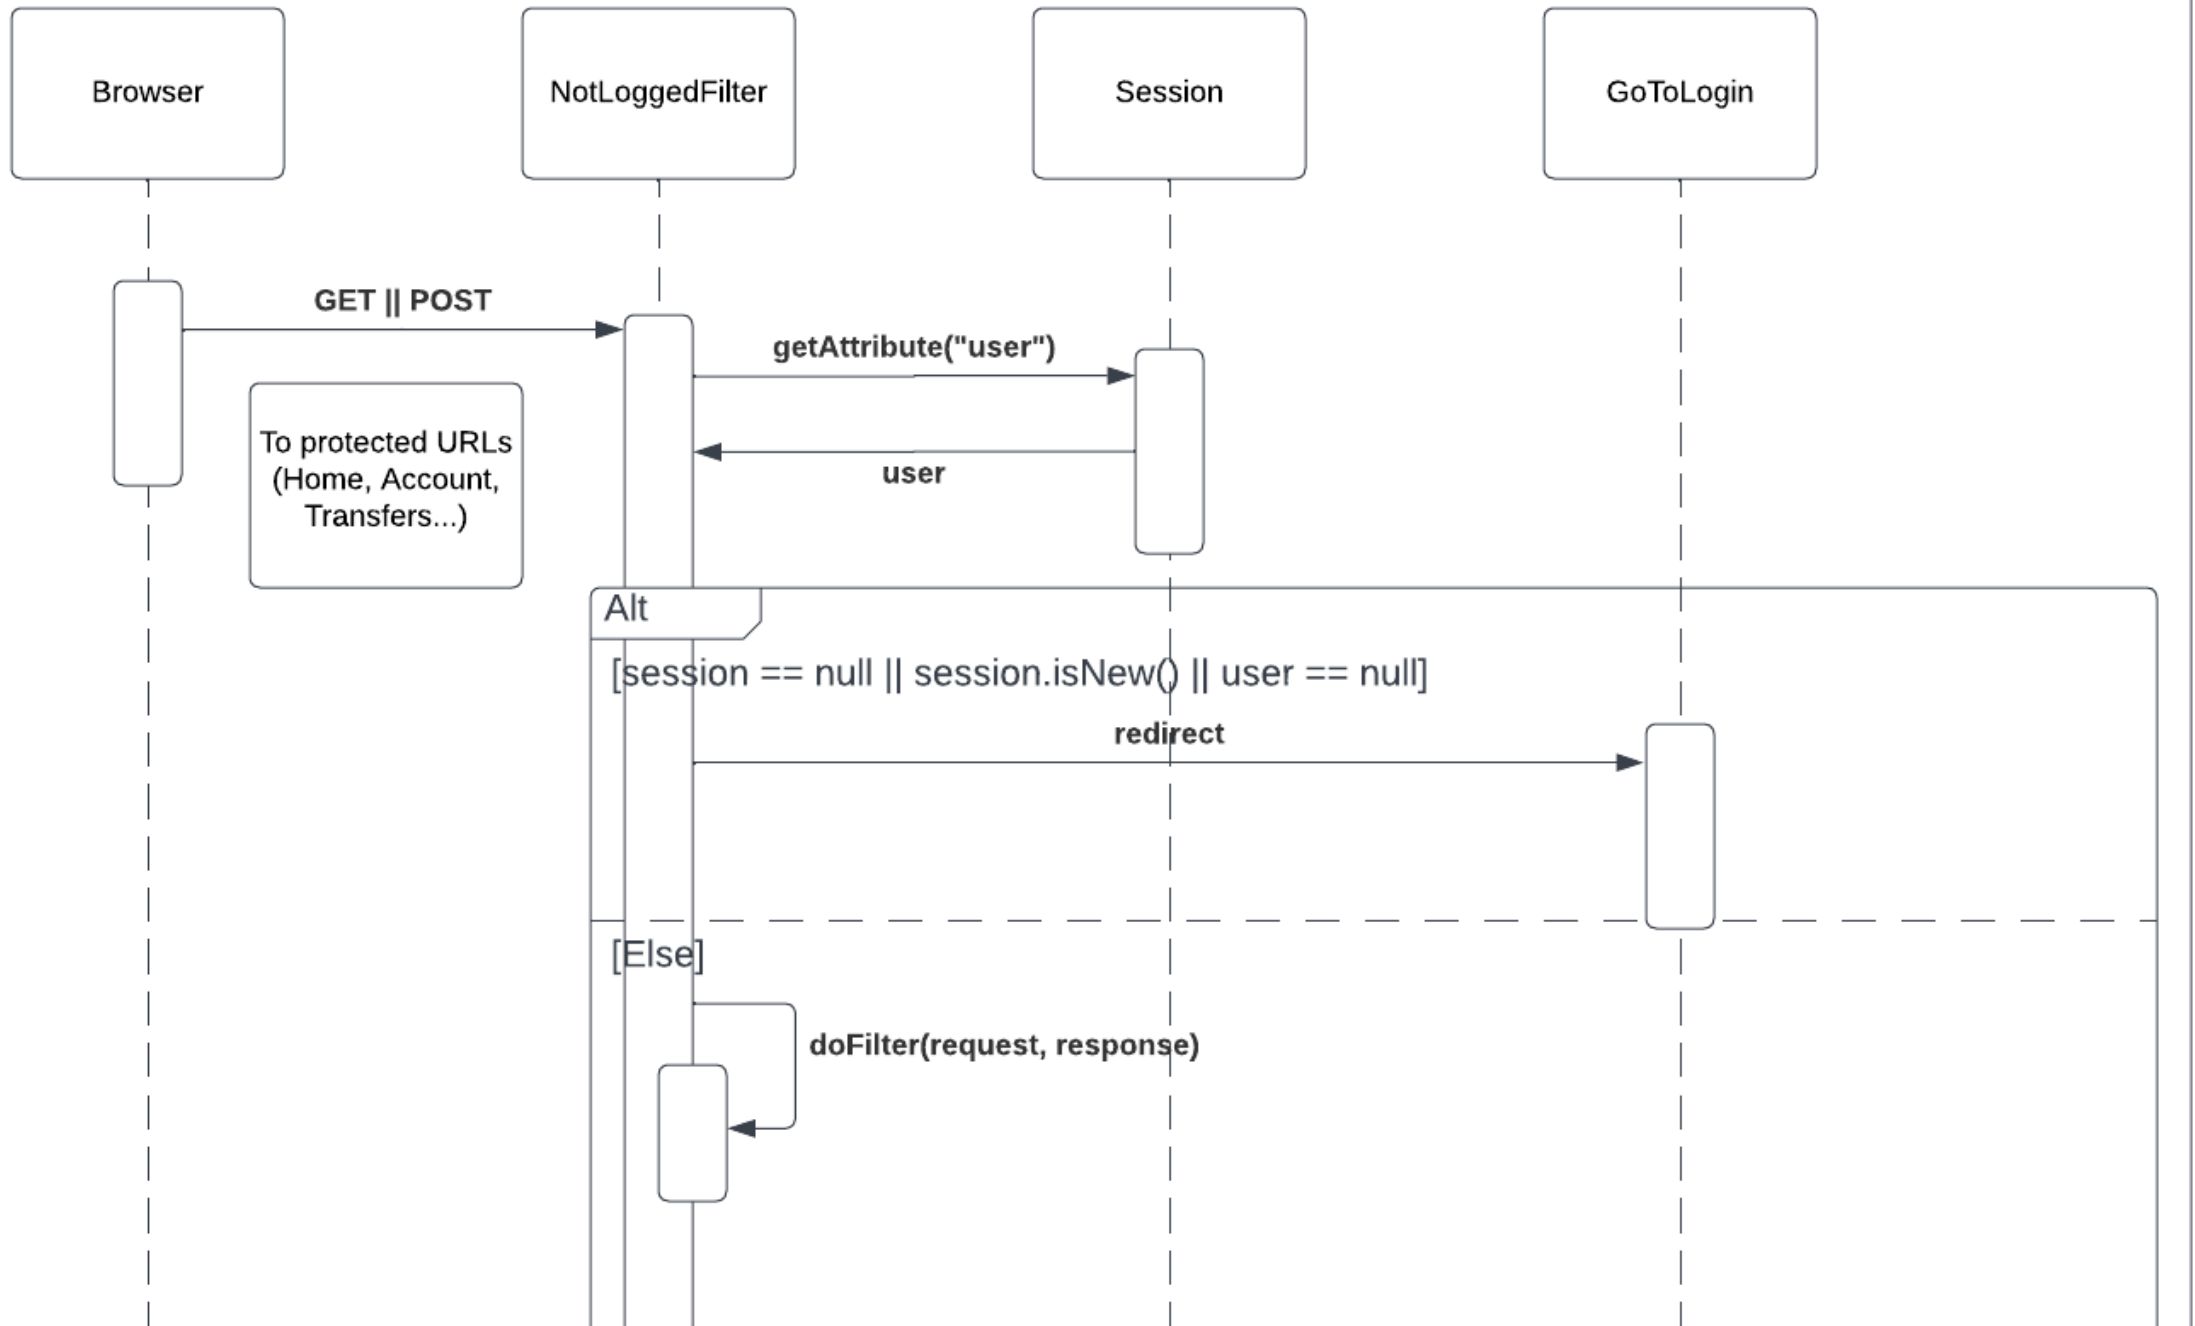 Browser
NotLoggedFilter
Session
GoToLogin
GET || POST
getAttribute("user")
To protected URLs
(Home, Account,
Transfers...)
user
Alt
[session == null || session.isNew() || user == null]
redirect
[Else]
doFilter(request, response)